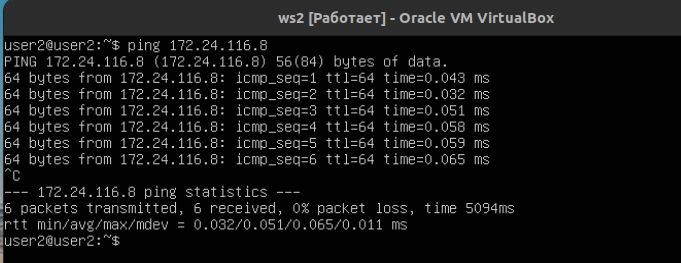 ws2 [Работает] - Oracle VM VirtualBox
user2@user2:~$ ping 172.24.116.8
PING 172.24.116.8 (172.24.116.8) 56(84) bytes of data.
64 bytes from 172.24.116.8: icmp_seq=1 ttl=64 time=0.043 ms
64 bytes from 172.24.116.8: icmp_seq=2 ttl=64 time=0.032 ms
64 bytes from 172.24.116.8: icmp_seq=3 ttl=64 time=0.051 ms
64 bytes from 172.24.116.8: icmp_seq=4 ttl=64 time=0.058 ms
64 bytes from 172.24.116.8: icmp_seq=5 ttl=64 time=0.059 ms
64 bytes from 172.24.116.8: icmp_seq=6 ttl=64 time=0.065 ms
^C
--- 172.24.116.8 ping statistics ---
6 packets transmitted, 6 received, 0% packet loss, time 5094ms
rtt min/avg/max/mdev = 0.032/0.051/0.065/0.011 ms
user2@user2:~$